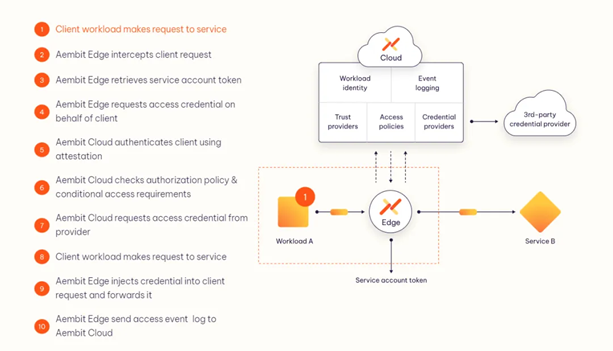 1 Client workload makes request to service
2 Aembit Edge intercepts client request
3 Aembit Edge retrieves service account token
4 Aembit Edge requests access credential on
behalf of client
5 Aembit Cloud authenticates client using
attestation
6 Aembit Cloud checks authorization policy &
conditional access requirements
7 Aembit Cloud requests access credential from
provider
8 Client workload makes request to service
9 Aembit Edge injects credential into client
request and forwards it
10 Aembit Edge send access event log to
Aembit Cloud
Cloud
Workload
identity
Event
logging
Trust
providers
Access
policies
Credential
providers
3rd-party
credential provider
1
Workload A
Edge
Service B
Service account token